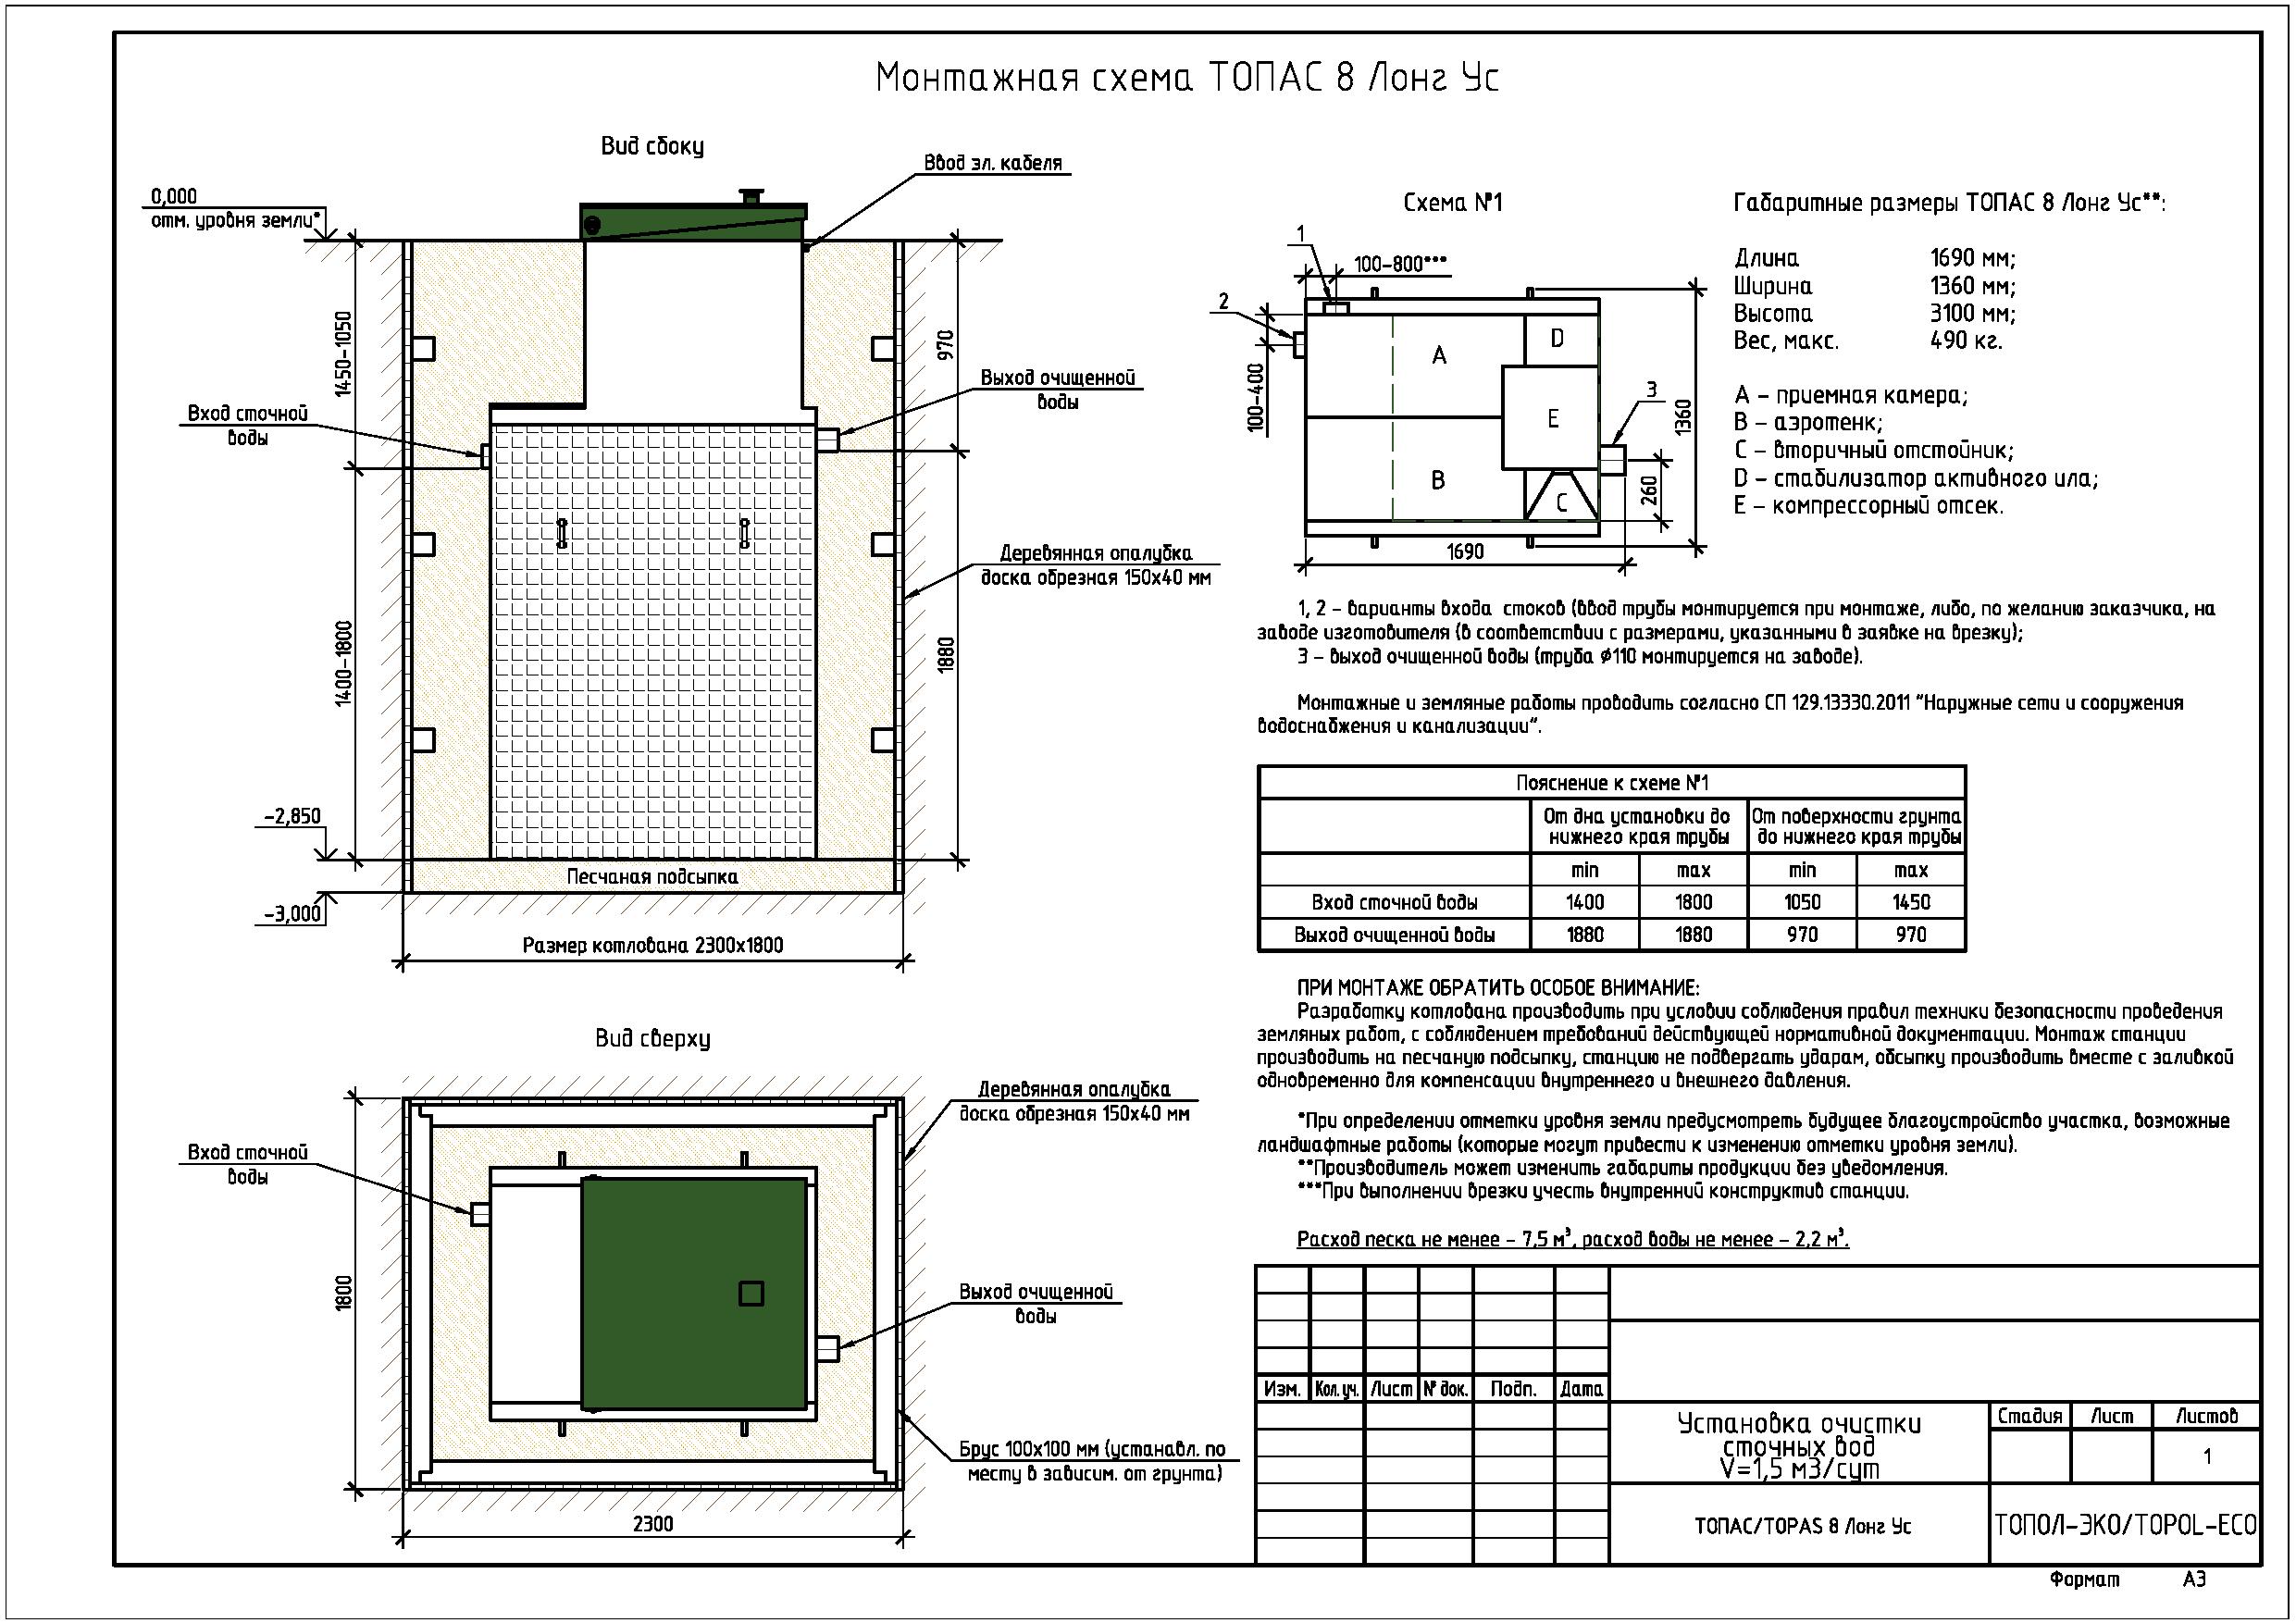 Монтажная схема ТОПАС 8 Лонг Ус
Вид сбоку
Ввод эл. кабеля
0,000
отм. уровня земли*
1450-1050
970
Вход сточной
воды
Выход очищенной
воды
Деревянная опалубка
доска обрезная 150х40 мм
1400-1800
1880
-2,850
Песчаная подсыпка
-3,000
Размер котлована 2300х1800
Вид сверху
Деревянная опалубка
доска обрезная 150х40 мм
Вход сточной
воды
1800
Выход очищенной
воды
Брус 100х100 мм (устанавл. по
месту в зависим. от грунта)
2300
Схема №1
1
100-800***
2
A
D
100-400
E
3
1360
B
C
260
1690
Габаритные размеры ТОПАС 8 Лонг Ус**:
Длина 1690 мм;
Ширина 1360 мм;
Высота 3100 мм;
Вес, макс. 490 кг.
А - приемная камера;
В - аэротенк;
С - вторичный отстойник;
D - стабилизатор активного ила;
Е - компрессорный отсек.
1, 2 - варианты входа стоков (ввод трубы монтируется при монтаже, либо, по желанию заказчика, на
заводе изготовителя (в соответствии с размерами, указанными в заявке на врезку);
3 - выход очищенной воды (труба ⌀110 монтируется на заводе).
Монтажные и земляные работы проводить согласно СП 129.13330.2011 "Наружные сети и сооружения
водоснабжения и канализации".
Пояснение к схеме №1
От дна установки до От поверхности грунта
нижнего края трубы до нижнего края трубы
min max min max
Вход сточной воды 1400 1800 1050 1450
Выход очищенной воды 1880 1880 970 970
ПРИ МОНТАЖЕ ОБРАТИТЬ ОСОБОЕ ВНИМАНИЕ:
Разработку котлована производить при условии соблюдения правил техники безопасности проведения
земляных работ, с соблюдением требований действующей нормативной документации. Монтаж станции
производить на песчаную подсыпку, станцию не подвергать ударам, обсыпку производить вместе с заливкой
одновременно для компенсации внутреннего и внешнего давления.
*При определении отметки уровня земли предусмотреть будущее благоустройство участка, возможные
ландшафтные работы (которые могут привести к изменению отметки уровня земли).
**Производитель может изменить габариты продукции без уведомления.
***При выполнении врезки учесть внутренний конструктив станции.
Расход песка не менее - 7,5 м³, расход воды не менее - 2,2 м³.
Изм. Кол.уч. Лист № док. Подп. Дата
Установка очистки
сточных вод
V=1,5 м3/сут
Стадия Лист Листов
1
ТОПАС/TOPAS 8 Лонг Ус
ТОПОЛ-ЭКО/TOPOL-ECO
Формат А3